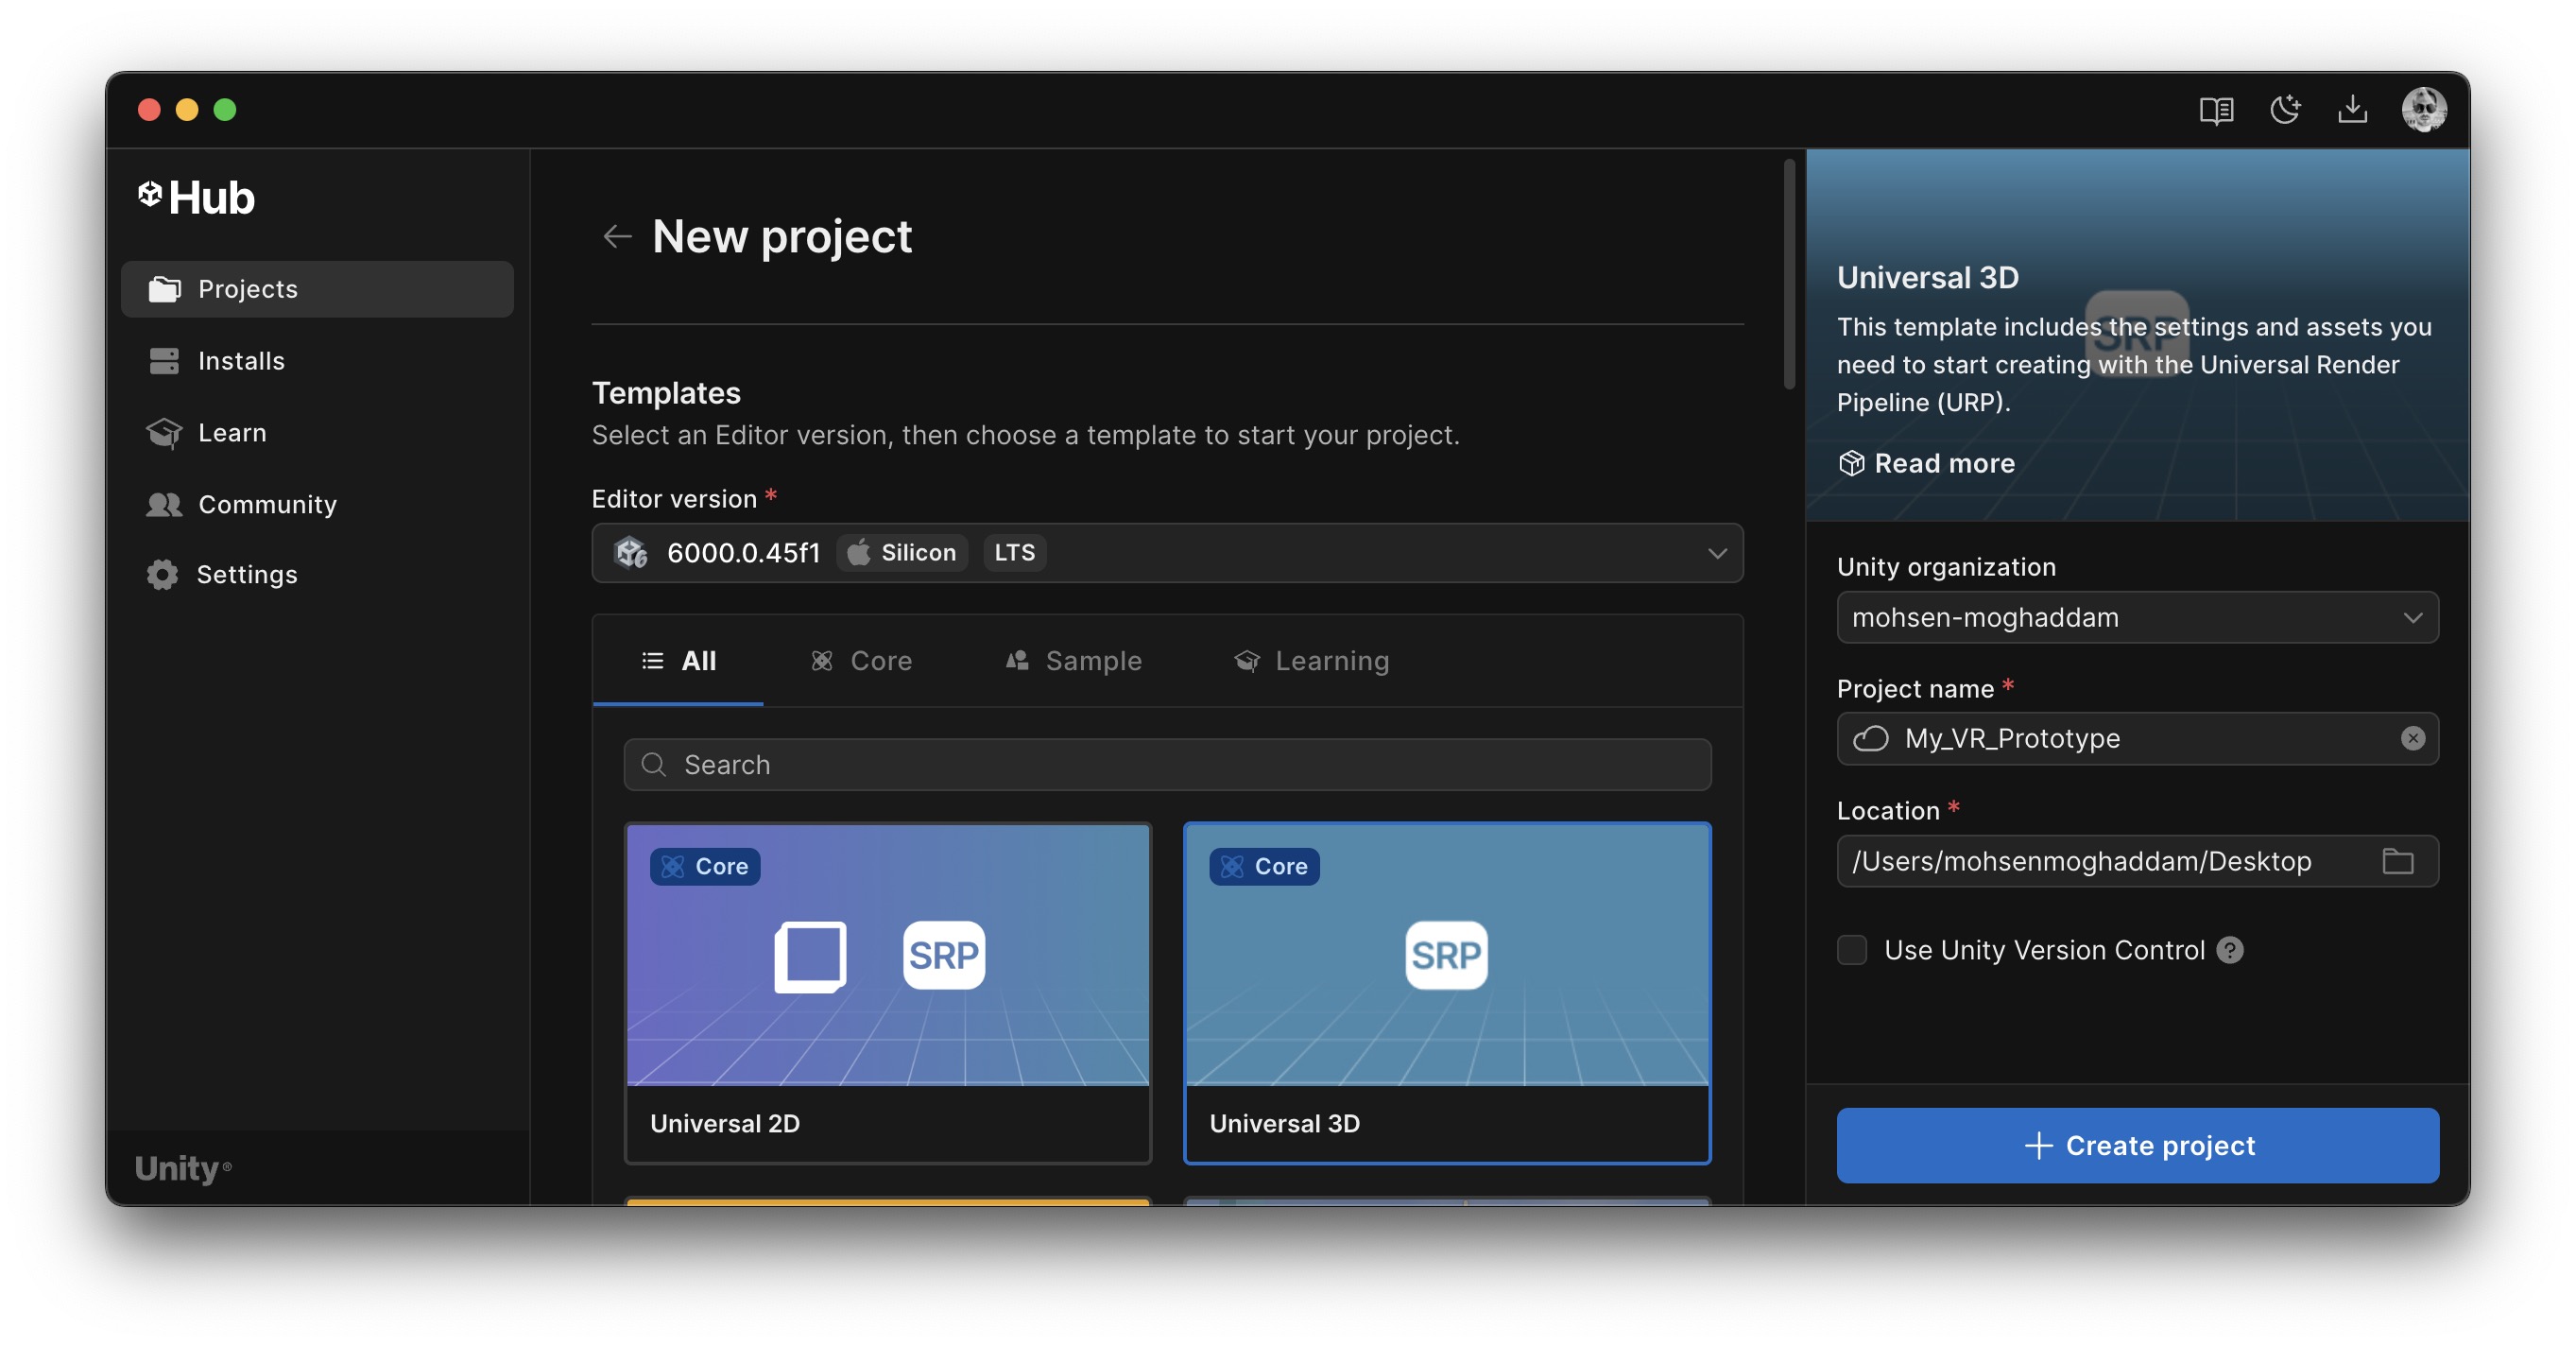 Hub
Projects
Installs
Learn
Community
Settings
Unity®
New project
Templates
Select an Editor version, then choose a template to start your project.
Editor version *
6000.0.45f1 Silicon LTS
All Core Sample Learning
Search
Core
SRP
Universal 2D
Core
SRP
Universal 3D
Universal 3D
SRP
This template includes the settings and assets you
need to start creating with the Universal Render
Pipeline (URP).
Read more
Unity organization
mohsen-moghaddam
Project name *
My_VR_Prototype
Location *
/Users/mohsenmoghaddam/Desktop
Use Unity Version Control ?
+ Create project